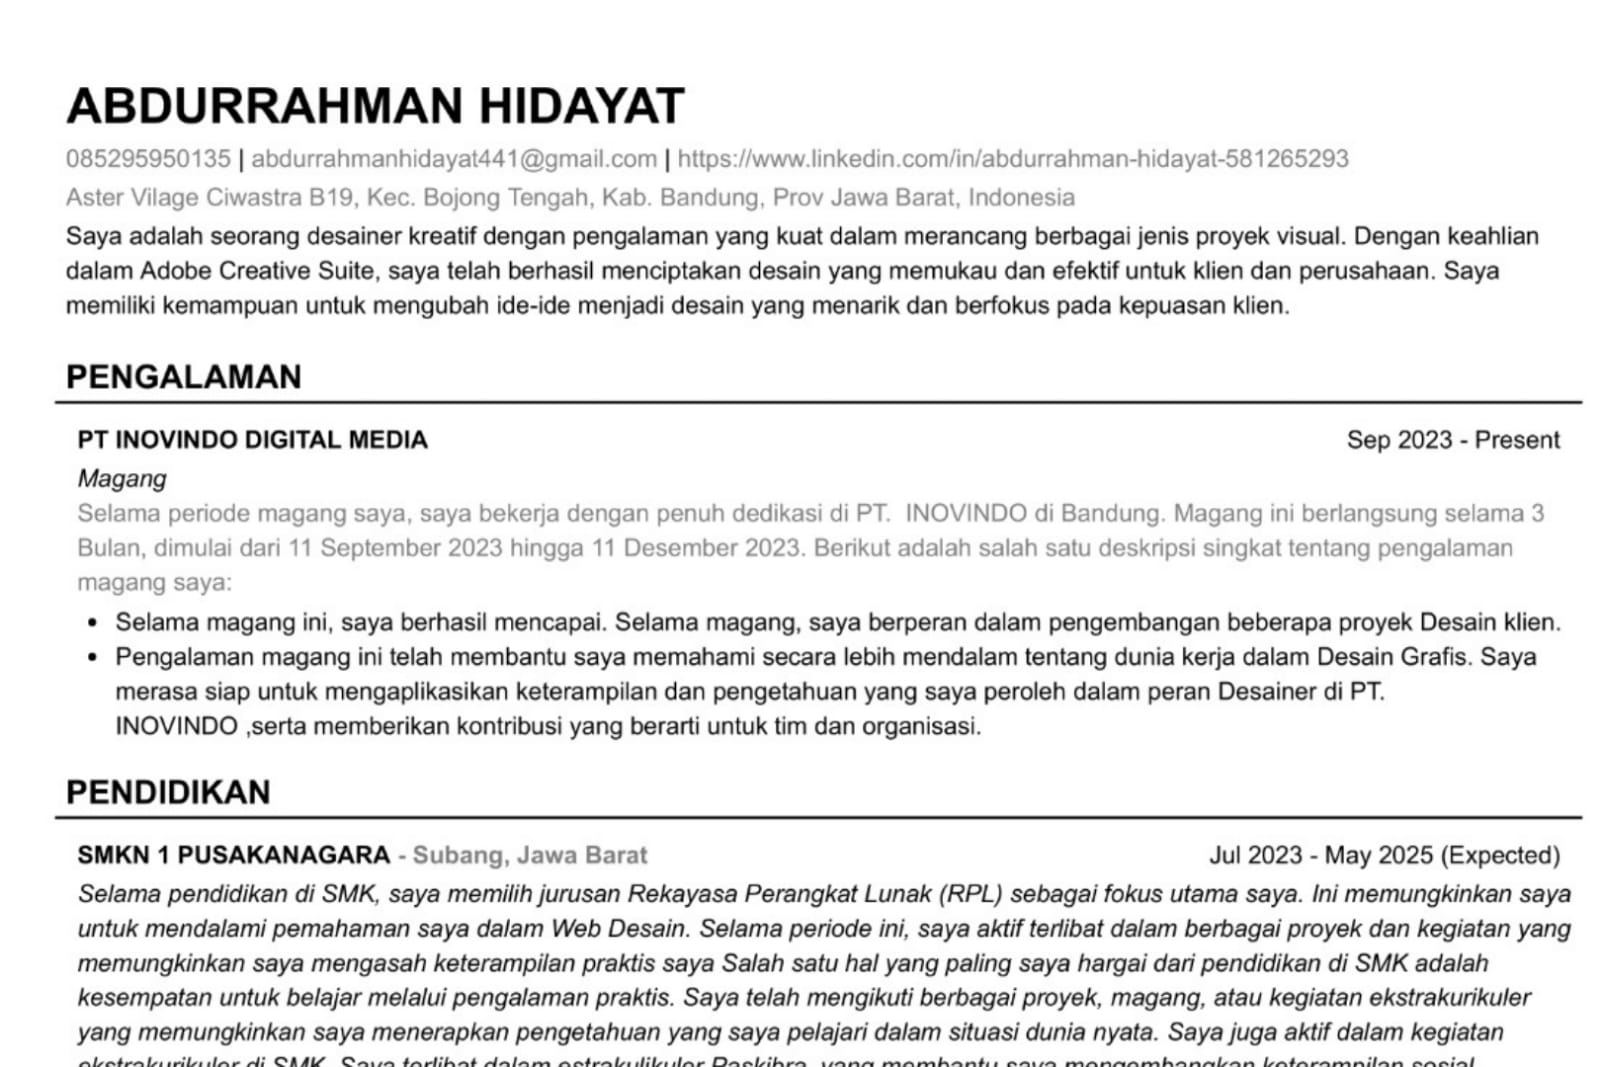 ABDURRAHMAN HIDAYAT
085295950135 | abdurrahmanhidayat441@gmail.com | https://www.linkedin.com/in/abdurrahman-hidayat-581265293
Aster Vilage Ciwastra B19, Kec. Bojong Tengah, Kab. Bandung, Prov Jawa Barat, Indonesia
Saya adalah seorang desainer kreatif dengan pengalaman yang kuat dalam merancang berbagai jenis proyek visual. Dengan keahlian
dalam Adobe Creative Suite, saya telah berhasil menciptakan desain yang memukau dan efektif untuk klien dan perusahaan. Saya
memiliki kemampuan untuk mengubah ide-ide menjadi desain yang menarik dan berfokus pada kepuasan klien.
PENGALAMAN
PT INOVINDO DIGITAL MEDIA Sep 2023 - Present
Magang
Selama periode magang saya, saya bekerja dengan penuh dedikasi di PT.  INOVINDO di Bandung. Magang ini berlangsung selama 3
Bulan, dimulai dari 11 September 2023 hingga 11 Desember 2023. Berikut adalah salah satu deskripsi singkat tentang pengalaman
magang saya:
• Selama magang ini, saya berhasil mencapai. Selama magang, saya berperan dalam pengembangan beberapa proyek Desain klien.
• Pengalaman magang ini telah membantu saya memahami secara lebih mendalam tentang dunia kerja dalam Desain Grafis. Saya
merasa siap untuk mengaplikasikan keterampilan dan pengetahuan yang saya peroleh dalam peran Desainer di PT.
INOVINDO ,serta memberikan kontribusi yang berarti untuk tim dan organisasi.
PENDIDIKAN
SMKN 1 PUSAKANAGARA - Subang, Jawa Barat Jul 2023 - May 2025 (Expected)
Selama pendidikan di SMK, saya memilih jurusan Rekayasa Perangkat Lunak (RPL) sebagai fokus utama saya. Ini memungkinkan saya
untuk mendalami pemahaman saya dalam Web Desain. Selama periode ini, saya aktif terlibat dalam berbagai proyek dan kegiatan yang
memungkinkan saya mengasah keterampilan praktis saya Salah satu hal yang paling saya hargai dari pendidikan di SMK adalah
kesempatan untuk belajar melalui pengalaman praktis. Saya telah mengikuti berbagai proyek, magang, atau kegiatan ekstrakurikuler
yang memungkinkan saya menerapkan pengetahuan yang saya pelajari dalam situasi dunia nyata. Saya juga aktif dalam kegiatan
ekstrakurikuler di SMK. Saya terlibat dalam estrakulikuler Paskibra, yang membantu saya mengembangkan keterampilan sosial,